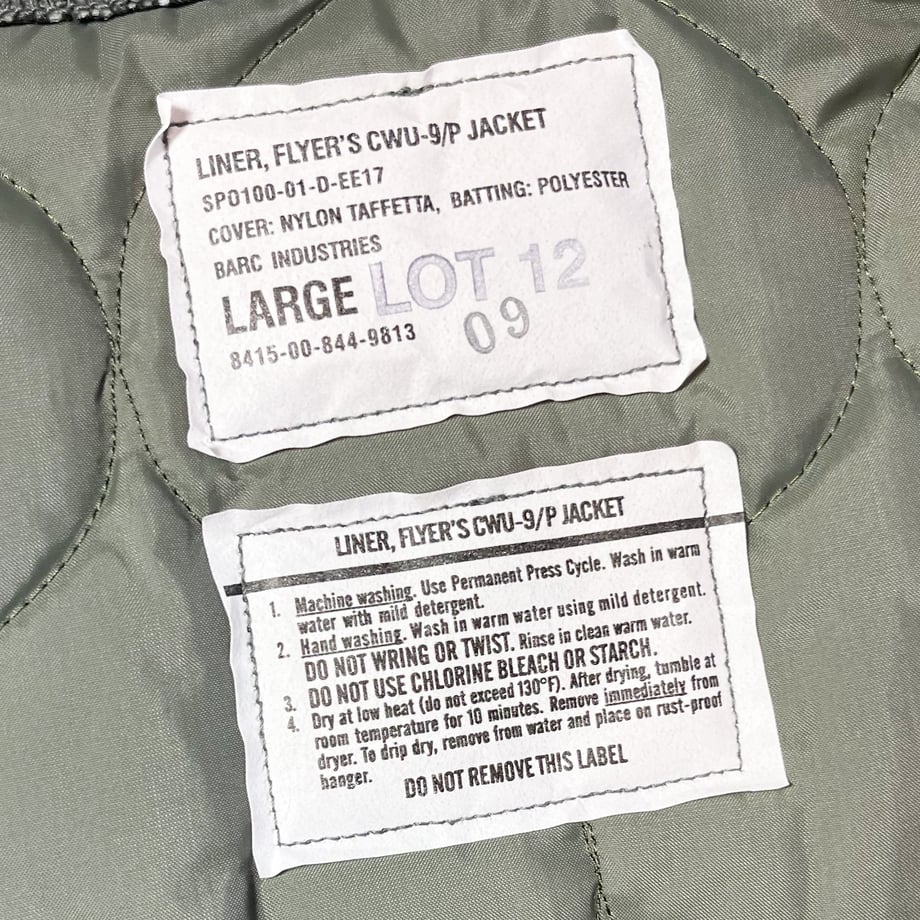 LINER, FLYER'S CWU-9/P JACKET
SPO100-01-D-EE17
COVER: NYLON TAFFETTA, BATTING: POLYESTER
BARC INDUSTRIES
LARGE LOT 12
8415-00-844-9813 09
LINER, FLYER'S CWU-9/P JACKET
1. Machine washing. Use Permanent Press Cycle. Wash in warm
water with mild detergent.
2. Hand washing. Wash in warm water using mild detergent.
DO NOT WRING OR TWIST. Rinse in clean warm water.
3. DO NOT USE CHLORINE BLEACH OR STARCH.
4. Dry at low heat (do not exceed 130°F). After drying, tumble at
room temperature for 10 minutes. Remove immediately from
dryer. To drip dry, remove from water and place on rust-proof
hanger.
DO NOT REMOVE THIS LABEL